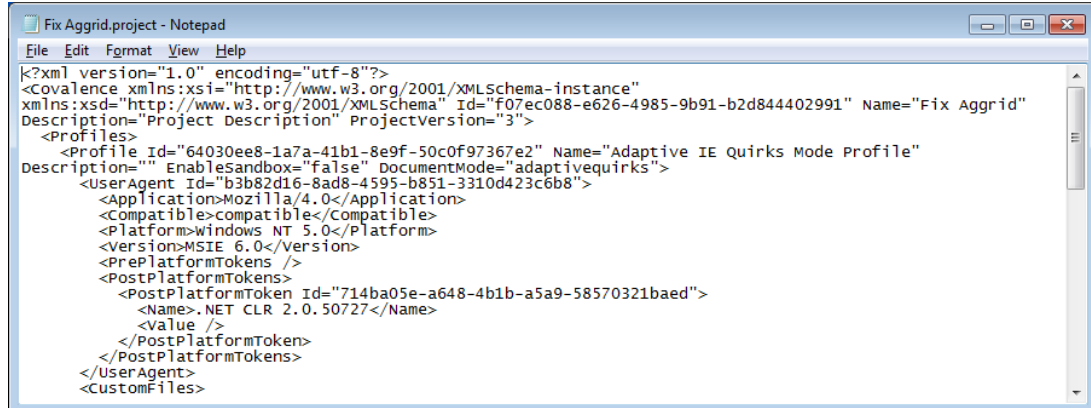 Fix Aggrid.project - Notepad
File Edit Format View Help
<?xml version="1.0" encoding="utf-8"?>
<Covalence xmlns:xsi="http://www.w3.org/2001/XMLSchema-instance"
xmlns:xsd="http://www.w3.org/2001/XMLSchema" Id="f07ec088-e626-4985-9b91-b2d844402991" Name="Fix Aggrid"
Description="Project Description" ProjectVersion="3">
  <Profiles>
    <Profile Id="64030ee8-1a7a-41b1-8e9f-50c0f97367e2" Name="Adaptive IE Quirks Mode Profile"
Description="" EnableSandbox="false" DocumentMode="adaptivequirks">
      <UserAgent Id="b3b82d16-8ad8-4595-b851-3310d423c6b8">
        <Application>Mozilla/4.0</Application>
        <Compatible>compatible</Compatible>
        <Platform>Windows NT 5.0</Platform>
        <Version>MSIE 6.0</Version>
        <PrePlatformTokens />
        <PostPlatformTokens>
          <PostPlatformToken Id="714ba05e-a648-4b1b-a5a9-58570321baed">
            <Name>.NET CLR 2.0.50727</Name>
            <Value />
          </PostPlatformToken>
        </PostPlatformTokens>
      </UserAgent>
      <CustomFiles>